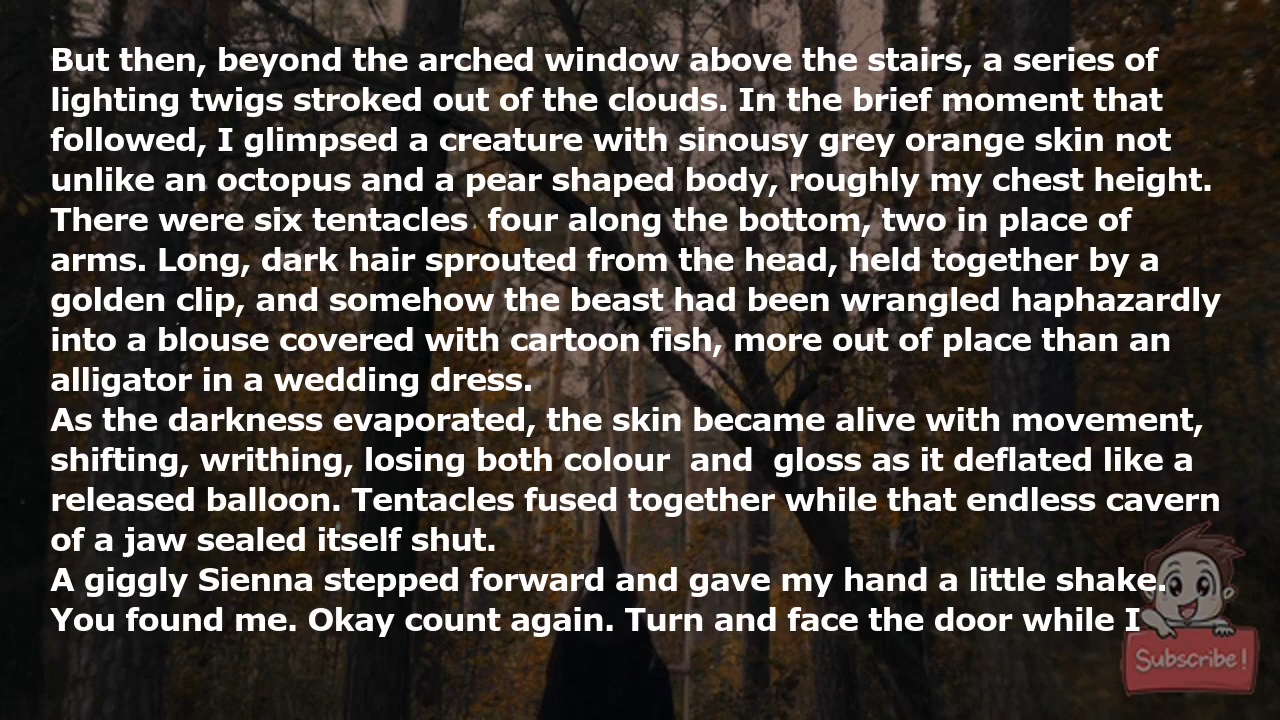 But then, beyond the arched window above the stairs, a series of
lighting twigs stroked out of the clouds. In the brief moment that
followed, I glimpsed a creature with sinousy grey orange skin not
unlike an octopus and a pear shaped body, roughly my chest height.
There were six tentacles  four along the bottom, two in place of
arms. Long, dark hair sprouted from the head, held together by a
golden clip, and somehow the beast had been wrangled haphazardly
into a blouse covered with cartoon fish, more out of place than an
alligator in a wedding dress.
As the darkness evaporated, the skin became alive with movement,
shifting, writhing, losing both colour  and  gloss as it deflated like a
released balloon. Tentacles fused together while that endless cavern
of a jaw sealed itself shut.
A giggly Sienna stepped forward and gave my hand a little shake.
You found me. Okay count again. Turn and face the door while I
Subscribe!